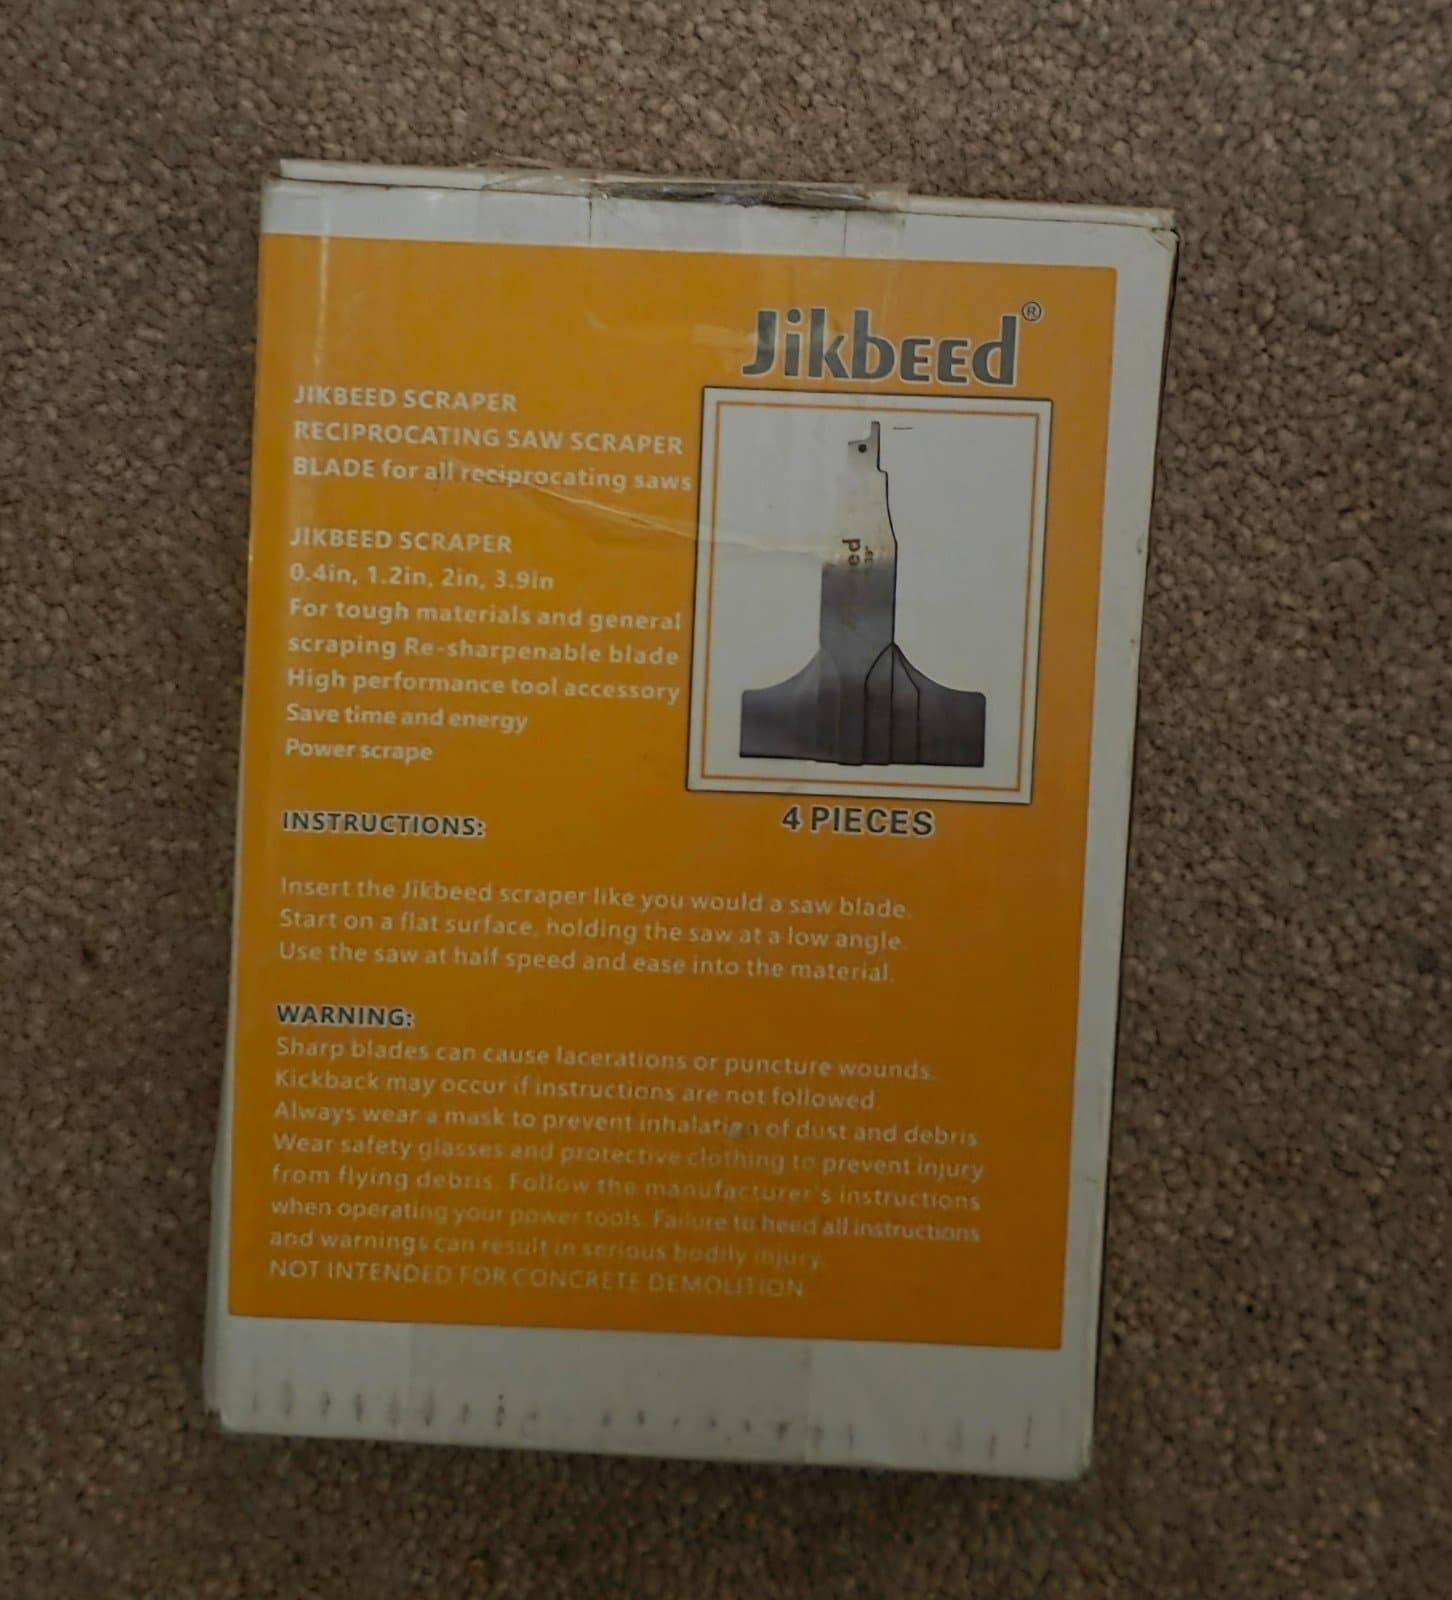 Jikbeed®
JIKBEED SCRAPER
RECIPROCATING SAW SCRAPER
BLADE for all reciprocating saws
JIKBEED SCRAPER
0.4in, 1.2in, 2in, 3.9in
For tough materials and general
scraping Re-sharpenable blade
High performance tool accessory
Save time and energy
Power scrape
eed
4 PIECES
INSTRUCTIONS:
Insert the Jikbeed scraper like you would a saw blade.
Start on a flat surface, holding the saw at a low angle.
Use the saw at half speed and ease into the material.
WARNING:
Sharp blades can cause lacerations or puncture wounds.
Kickback may occur if instructions are not followed.
Always wear a mask to prevent inhalation of dust and debris.
Wear safety glasses and protective clothing to prevent injury
from flying debris. Follow the manufacturer's instructions
when operating your power tools. Failure to heed all instructions
and warnings can result in serious bodily injury.
NOT INTENDED FOR CONCRETE DEMOLITION